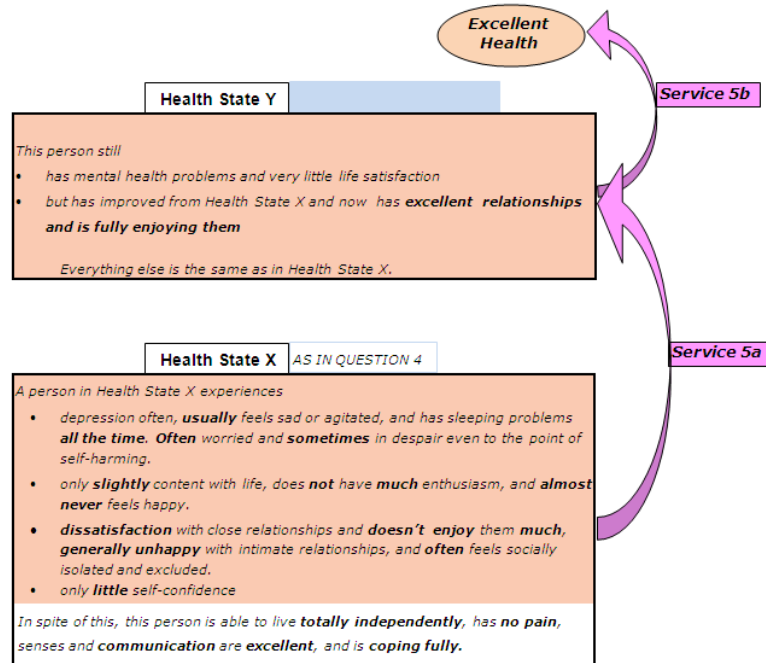 Excellent
Health
Service 5b
Health State Y
This person still
• has mental health problems and very little life satisfaction
• but has improved from Health State X and now has excellent relationships
and is fully enjoying them
Everything else is the same as in Health State X.
Service 5a
Health State X AS IN QUESTION 4
A person in Health State X experiences
• depression often, usually feels sad or agitated, and has sleeping problems
all the time. Often worried and sometimes in despair even to the point of
self-harming.
• only slightly content with life, does not have much enthusiasm, and almost
never feels happy.
• dissatisfaction with close relationships and doesn't enjoy them much,
generally unhappy with intimate relationships, and often feels socially
isolated and excluded.
• only little self-confidence
In spite of this, this person is able to live totally independently, has no pain,
senses and communication are excellent, and is coping fully.